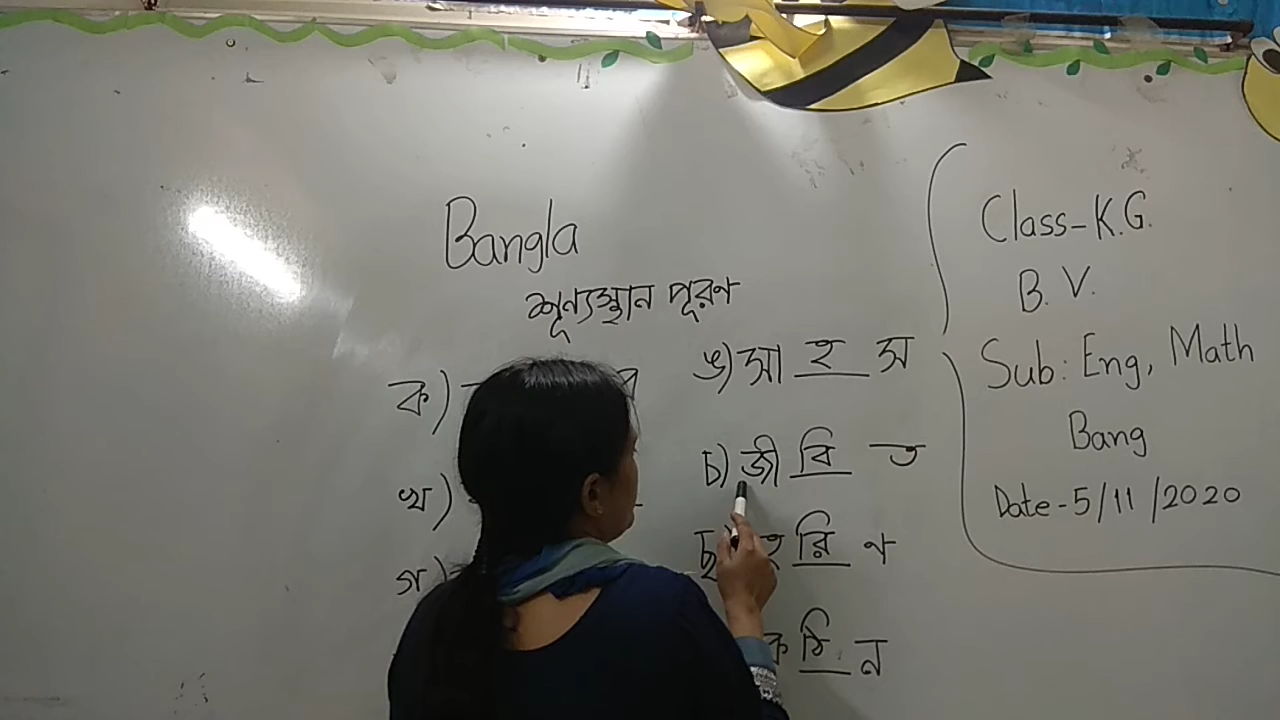 Bangla
শূণ্যস্থান পূরণ
ক)
খ)
গ)
ঙ) সা হ স
চ) জী বি ত
ছ) হ রি ণ
ক ঠি ন
Class-K.G.
B.V.
Sub: Eng, Math
Bang
Date-5/11/2020